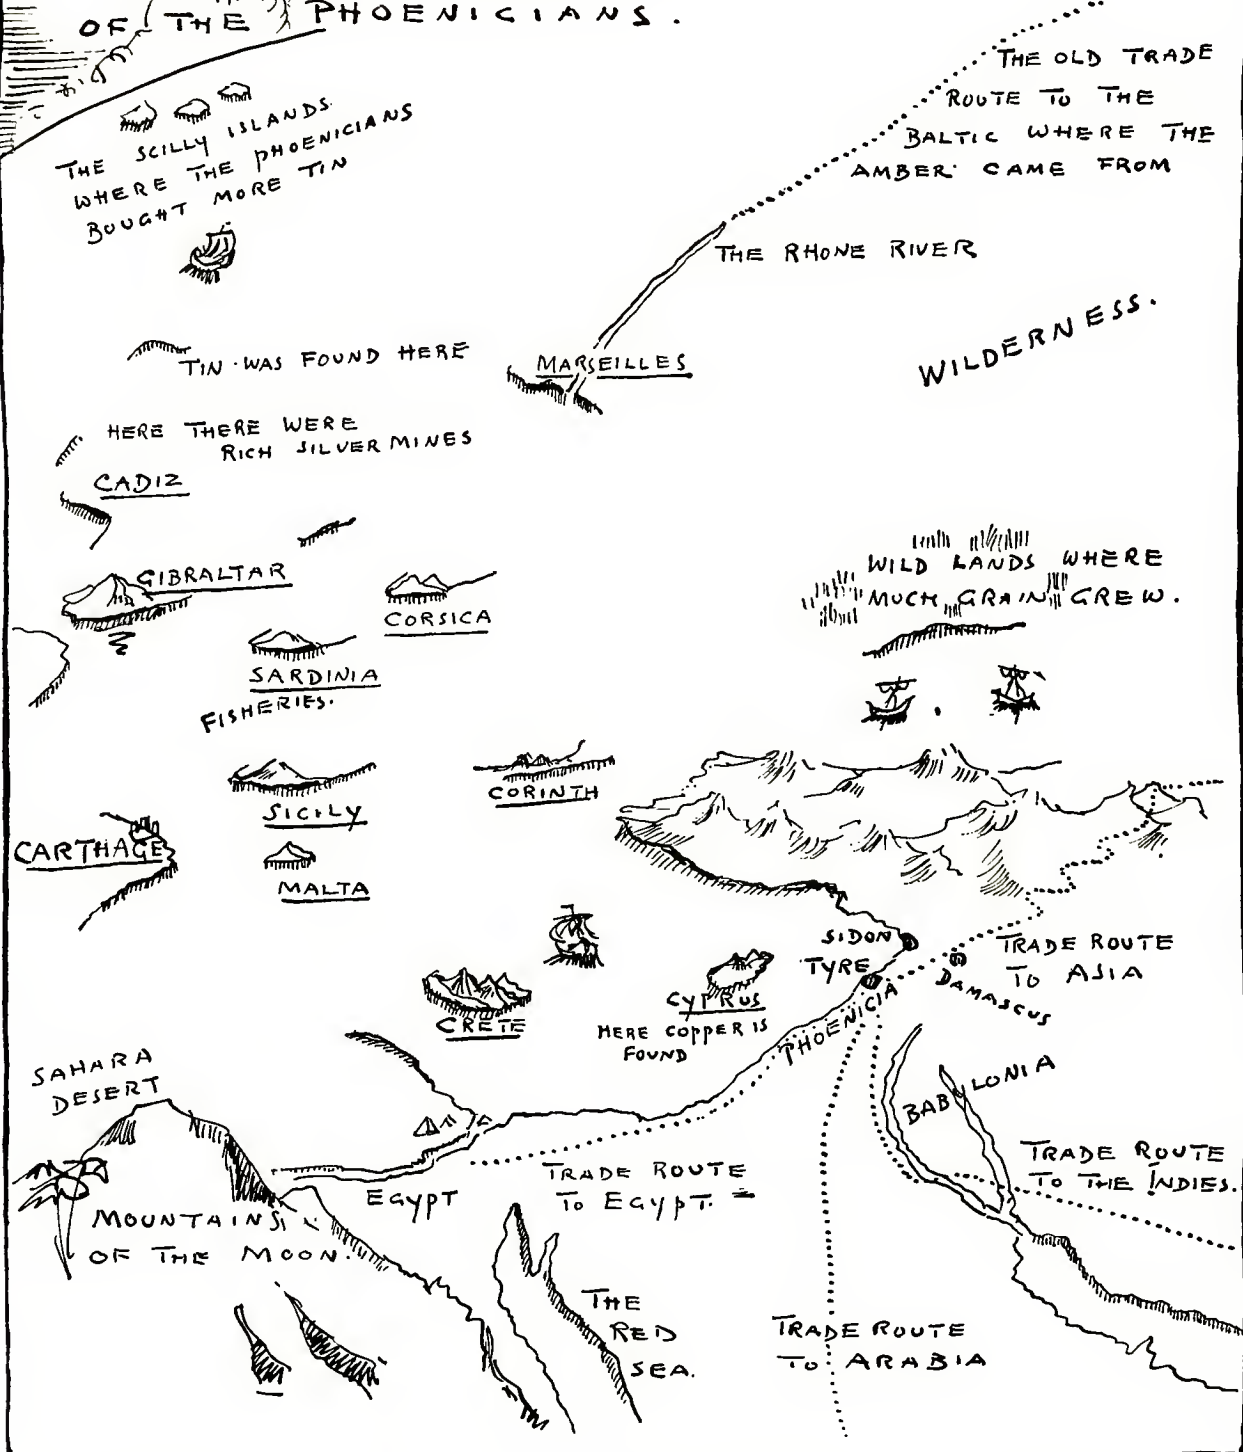 OF THE PHOENICIANS.
THE OLD TRADE
ROUTE TO THE
BALTIC WHERE THE
AMBER CAME FROM
THE SCILLY ISLANDS
WHERE THE PHOENICIANS
BOUGHT MORE TIN
THE RHONE RIVER
WILDERNESS.
TIN WAS FOUND HERE
MARSEILLES
HERE THERE WERE
RICH SILVER MINES
CADIZ
GIBRALTAR
CORSICA
WILD LANDS WHERE
MUCH GRAIN GREW.
SARDINIA
FISHERIES.
SICILY
CORINTH
CARTHAGE
MALTA
SIDON
TYRE
DAMASCUS
TRADE ROUTE
TO ASIA
CRETE
CYPRUS
HERE COPPER IS
FOUND
PHOENICIA
SAHARA
DESERT
BABYLONIA
TRADE ROUTE
TO THE INDIES.
EGYPT
TRADE ROUTE
TO EGYPT.
MOUNTAINS
OF THE MOON.
THE
RED
SEA.
TRADE ROUTE
TO ARABIA